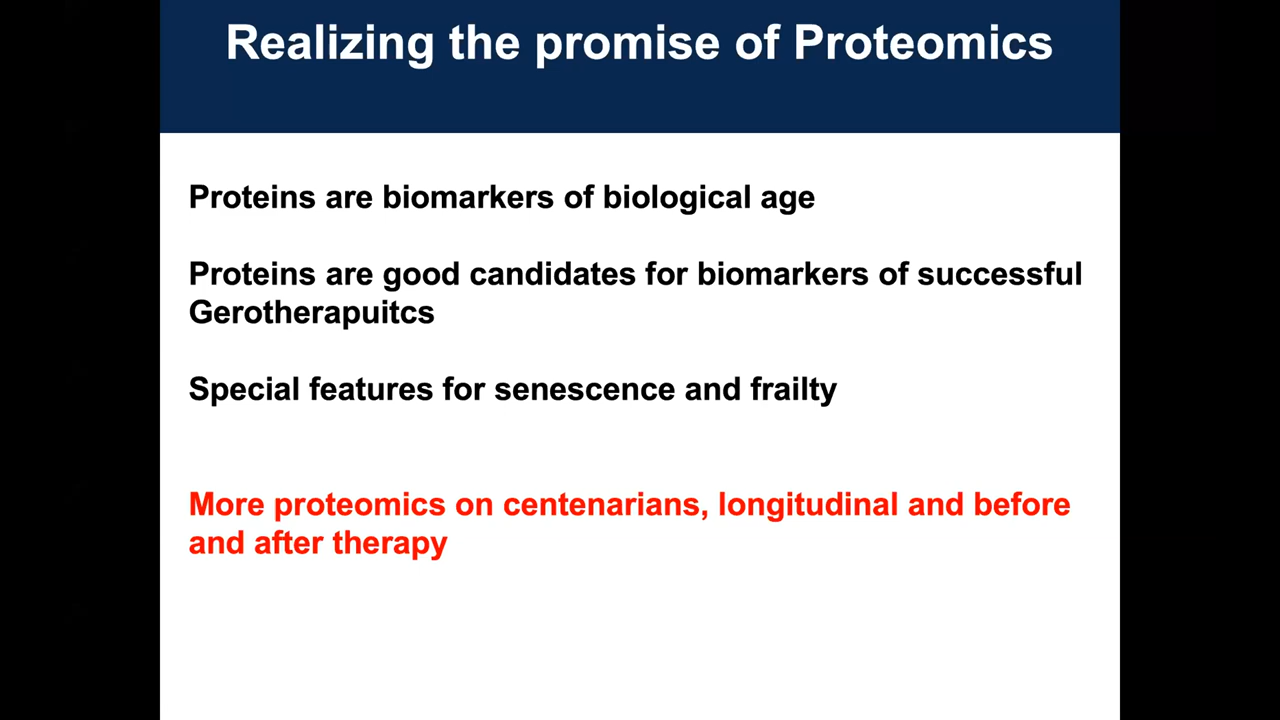 Realizing the promise of Proteomics
Proteins are biomarkers of biological age
Proteins are good candidates for biomarkers of successful
Gerotherapuitcs
Special features for senescence and frailty
More proteomics on centenarians, longitudinal and before
and after therapy